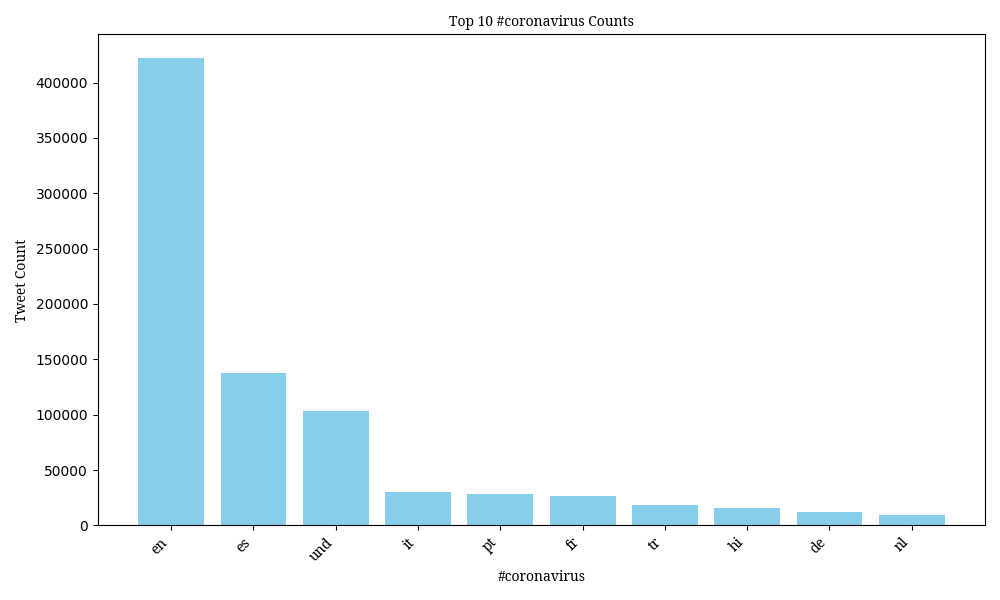 Top 10 #coronavirus Counts
Tweet Count
400000
350000
300000
250000
200000
150000
100000
50000
0
en
es
und
it
pt
fr
tr
hi
de
nl
#coronavirus